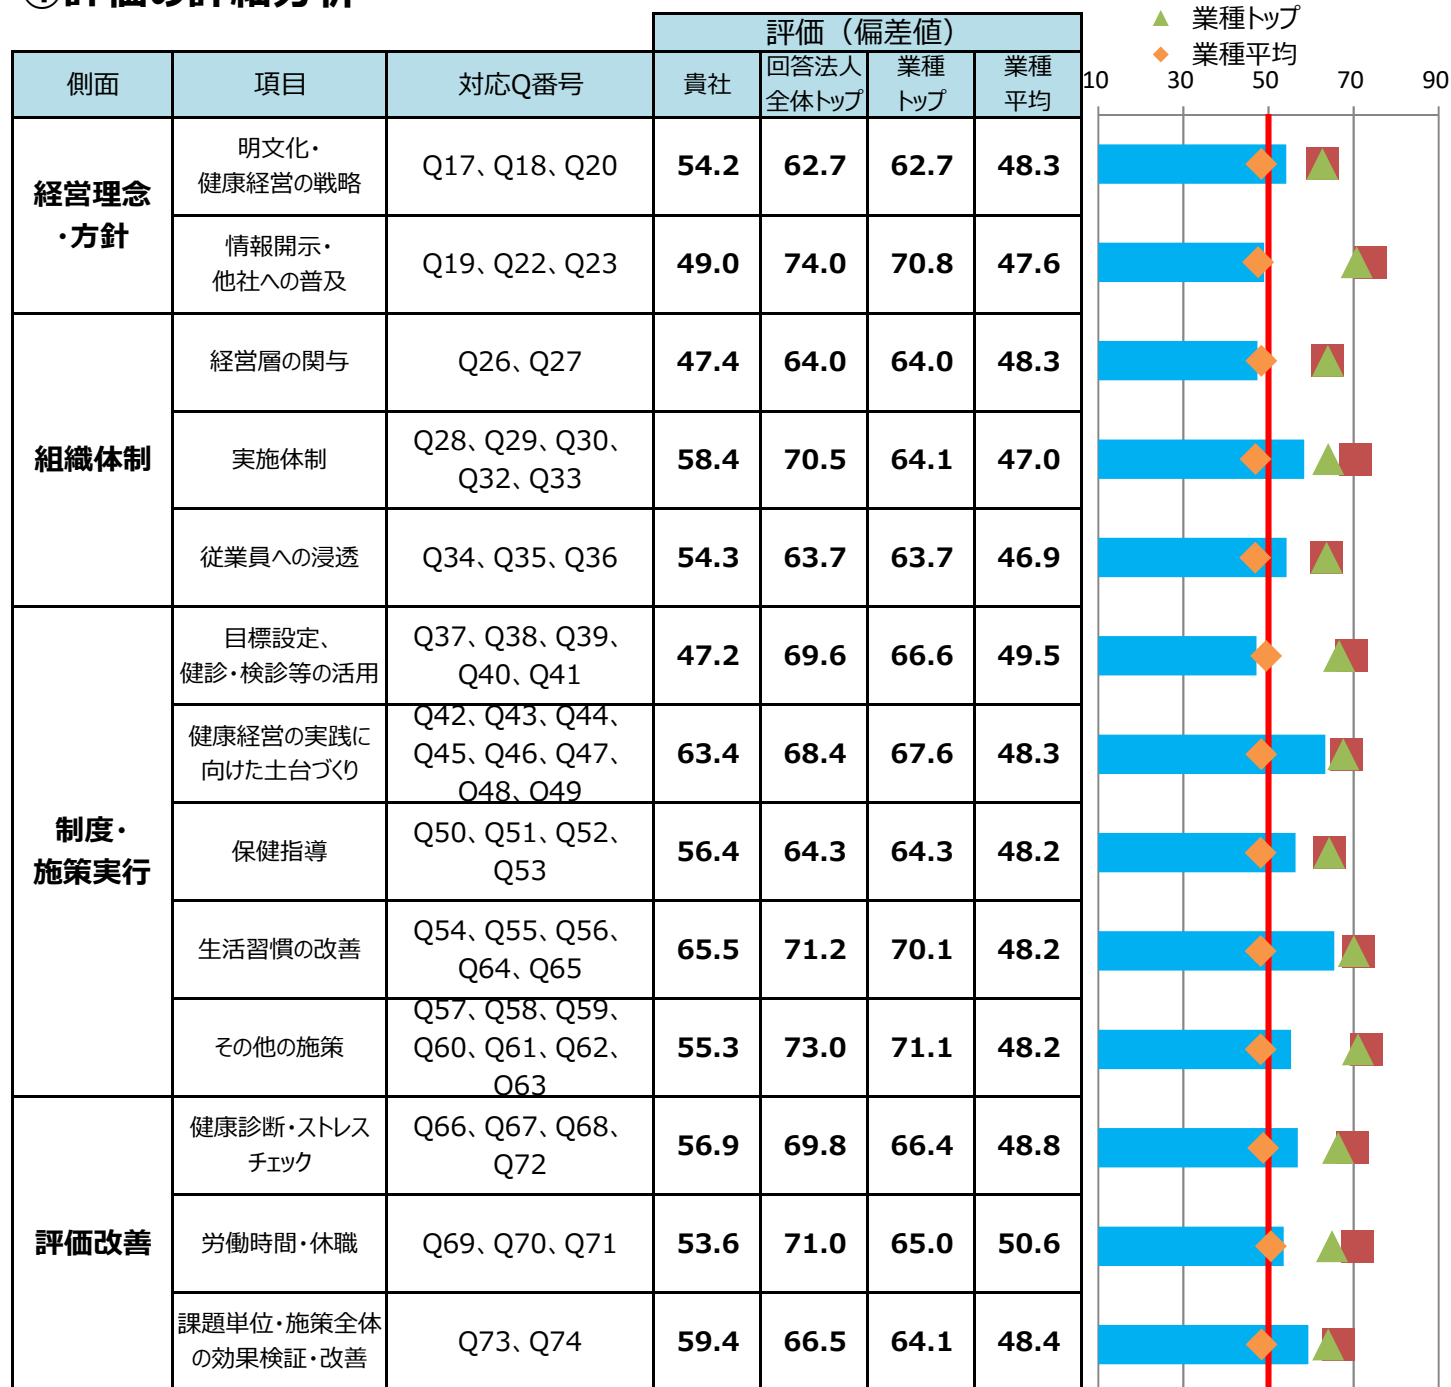 ①評価の詳細分析
業種トップ
業種平均
評価（偏差値）
側面 項目 対応Q番号 貴社 回答法人 業種 業種
全体トップ トップ 平均
10 30 50 70 90
経営理念
・方針
明文化・
健康経営の戦略
Q17、Q18、Q20
54.2 62.7 62.7 48.3
情報開示・
他社への普及
Q19、Q22、Q23
49.0 74.0 70.8 47.6
組織体制
経営層の関与
Q26、Q27
47.4 64.0 64.0 48.3
実施体制
Q28、Q29、Q30、
Q32、Q33
58.4 70.5 64.1 47.0
従業員への浸透
Q34、Q35、Q36
54.3 63.7 63.7 46.9
制度・
施策実行
目標設定、
健診・検診等の活用
Q37、Q38、Q39、
Q40、Q41
47.2 69.6 66.6 49.5
健康経営の実践に
向けた土台づくり
Q42、Q43、Q44、
Q45、Q46、Q47、
Q48、Q49
63.4 68.4 67.6 48.3
保健指導
Q50、Q51、Q52、
Q53
56.4 64.3 64.3 48.2
生活習慣の改善
Q54、Q55、Q56、
Q64、Q65
65.5 71.2 70.1 48.2
その他の施策
Q57、Q58、Q59、
Q60、Q61、Q62、
Q63
55.3 73.0 71.1 48.2
評価改善
健康診断・ストレス
チェック
Q66、Q67、Q68、
Q72
56.9 69.8 66.4 48.8
労働時間・休職
Q69、Q70、Q71
53.6 71.0 65.0 50.6
課題単位・施策全体
の効果検証・改善
Q73、Q74
59.4 66.5 64.1 48.4